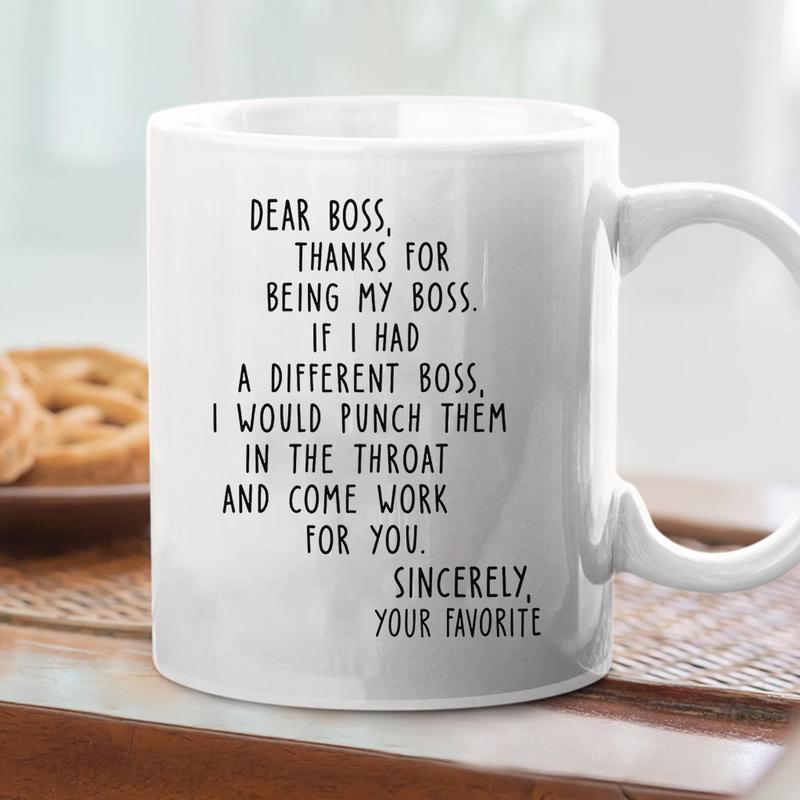 DEAR BOSS,
THANKS FOR
BEING MY BOSS.
IF I HAD
A DIFFERENT BOSS,
I WOULD PUNCH THEM
IN THE THROAT
AND COME WORK
FOR YOU.
SINCERELY,
YOUR FAVORITE